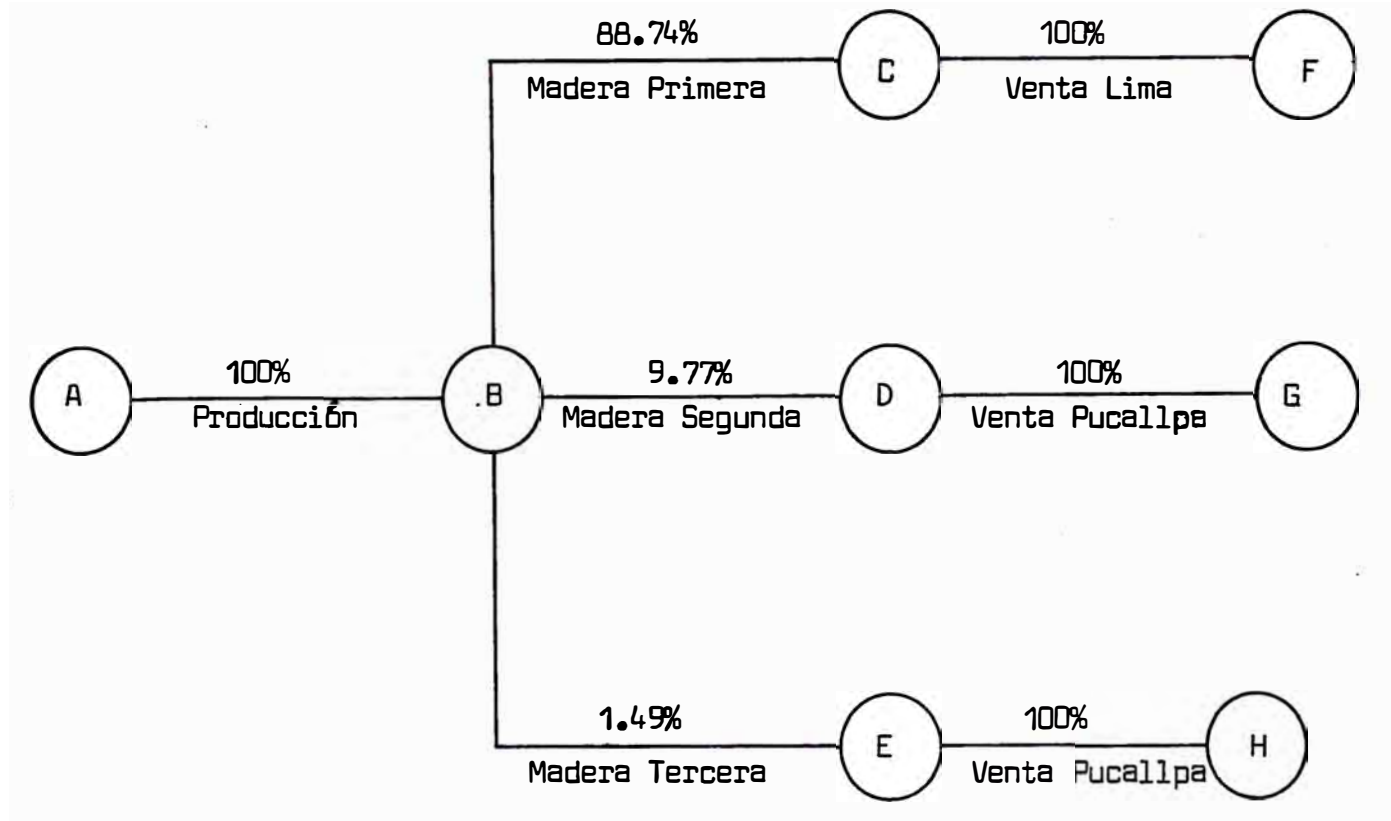 88.74%
100%
C
F
Madera Primera
Venta Lima
100%
9.77%
100%
A
.B
D
G
Producción
Madera Segunda
Venta Pucallpa
1.49%
100%
E
H
Madera Tercera
Venta Pucallpa